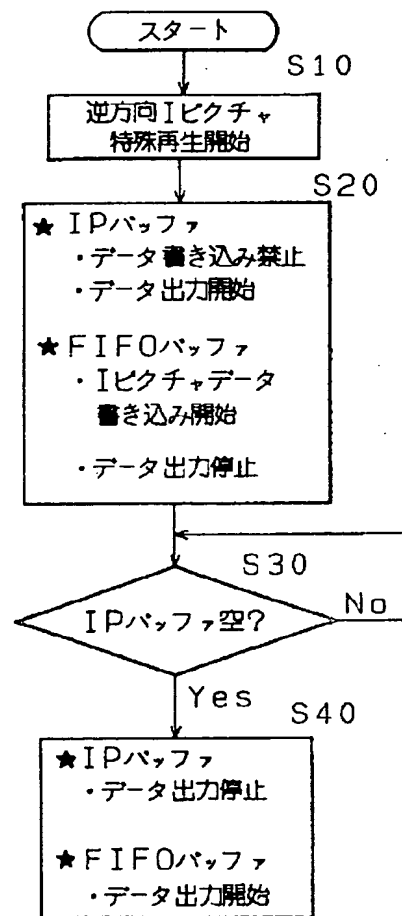 スタート
S10
逆方向Iピクチャ
特殊再生開始
S20
★IPバッファ
・データ書き込み禁止
・データ出力開始
★FIFOバッファ
・Iピクチャデータ
書き込み開始
・データ出力停止
S30
IPバッファ空?
No
Yes
S40
★IPバッファ
・データ出力停止
★FIFOバッファ
・データ出力開始